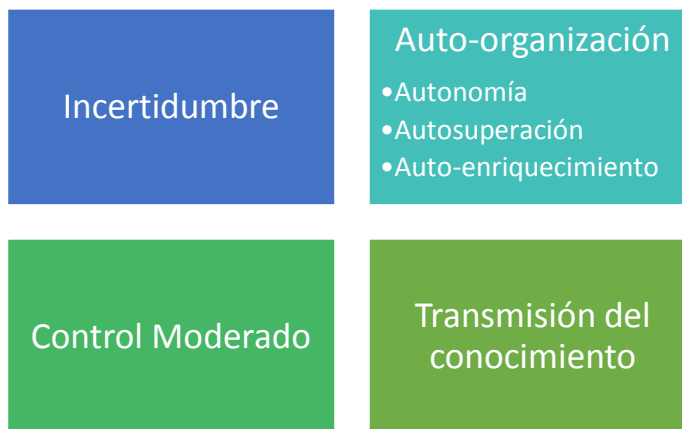 Incertidumbre
Auto-organización
•Autonomía
•Autosuperación
•Auto-enriquecimiento
Control Moderado
Transmisión del
conocimiento